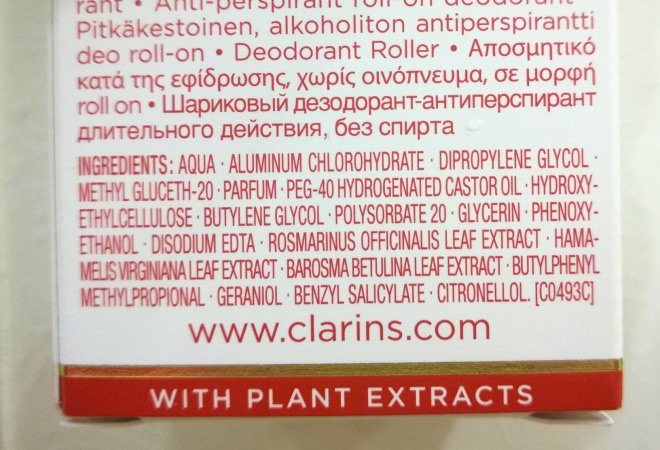 rant • Anti-perspirant roll-on deodorant •
Pitkäkestoinen, alkoholiton antiperspirantti
deo roll-on • Deodorant Roller • Αποσμητικό
κατά της εφίδρωσης, χωρίς οινόπνευμα, σε μορφή
roll on • Шариковый дезодорант-антиперспирант
длительного действия, без спирта
INGREDIENTS: AQUA · ALUMINUM CHLOROHYDRATE · DIPROPYLENE GLYCOL ·
METHYL GLUCETH-20 · PARFUM · PEG-40 HYDROGENATED CASTOR OIL · HYDROXY-
ETHYLCELLULOSE · BUTYLENE GLYCOL · POLYSORBATE 20 · GLYCERIN · PHENOXY-
ETHANOL · DISODIUM EDTA · ROSMARINUS OFFICINALIS LEAF EXTRACT · HAMA-
MELIS VIRGINIANA LEAF EXTRACT · BAROSMA BETULINA LEAF EXTRACT · BUTYLPHENYL
METHYLPROPIONAL · GERANIOL · BENZYL SALICYLATE · CITRONELLOL. [C0493C]
www.clarins.com
WITH PLANT EXTRACTS